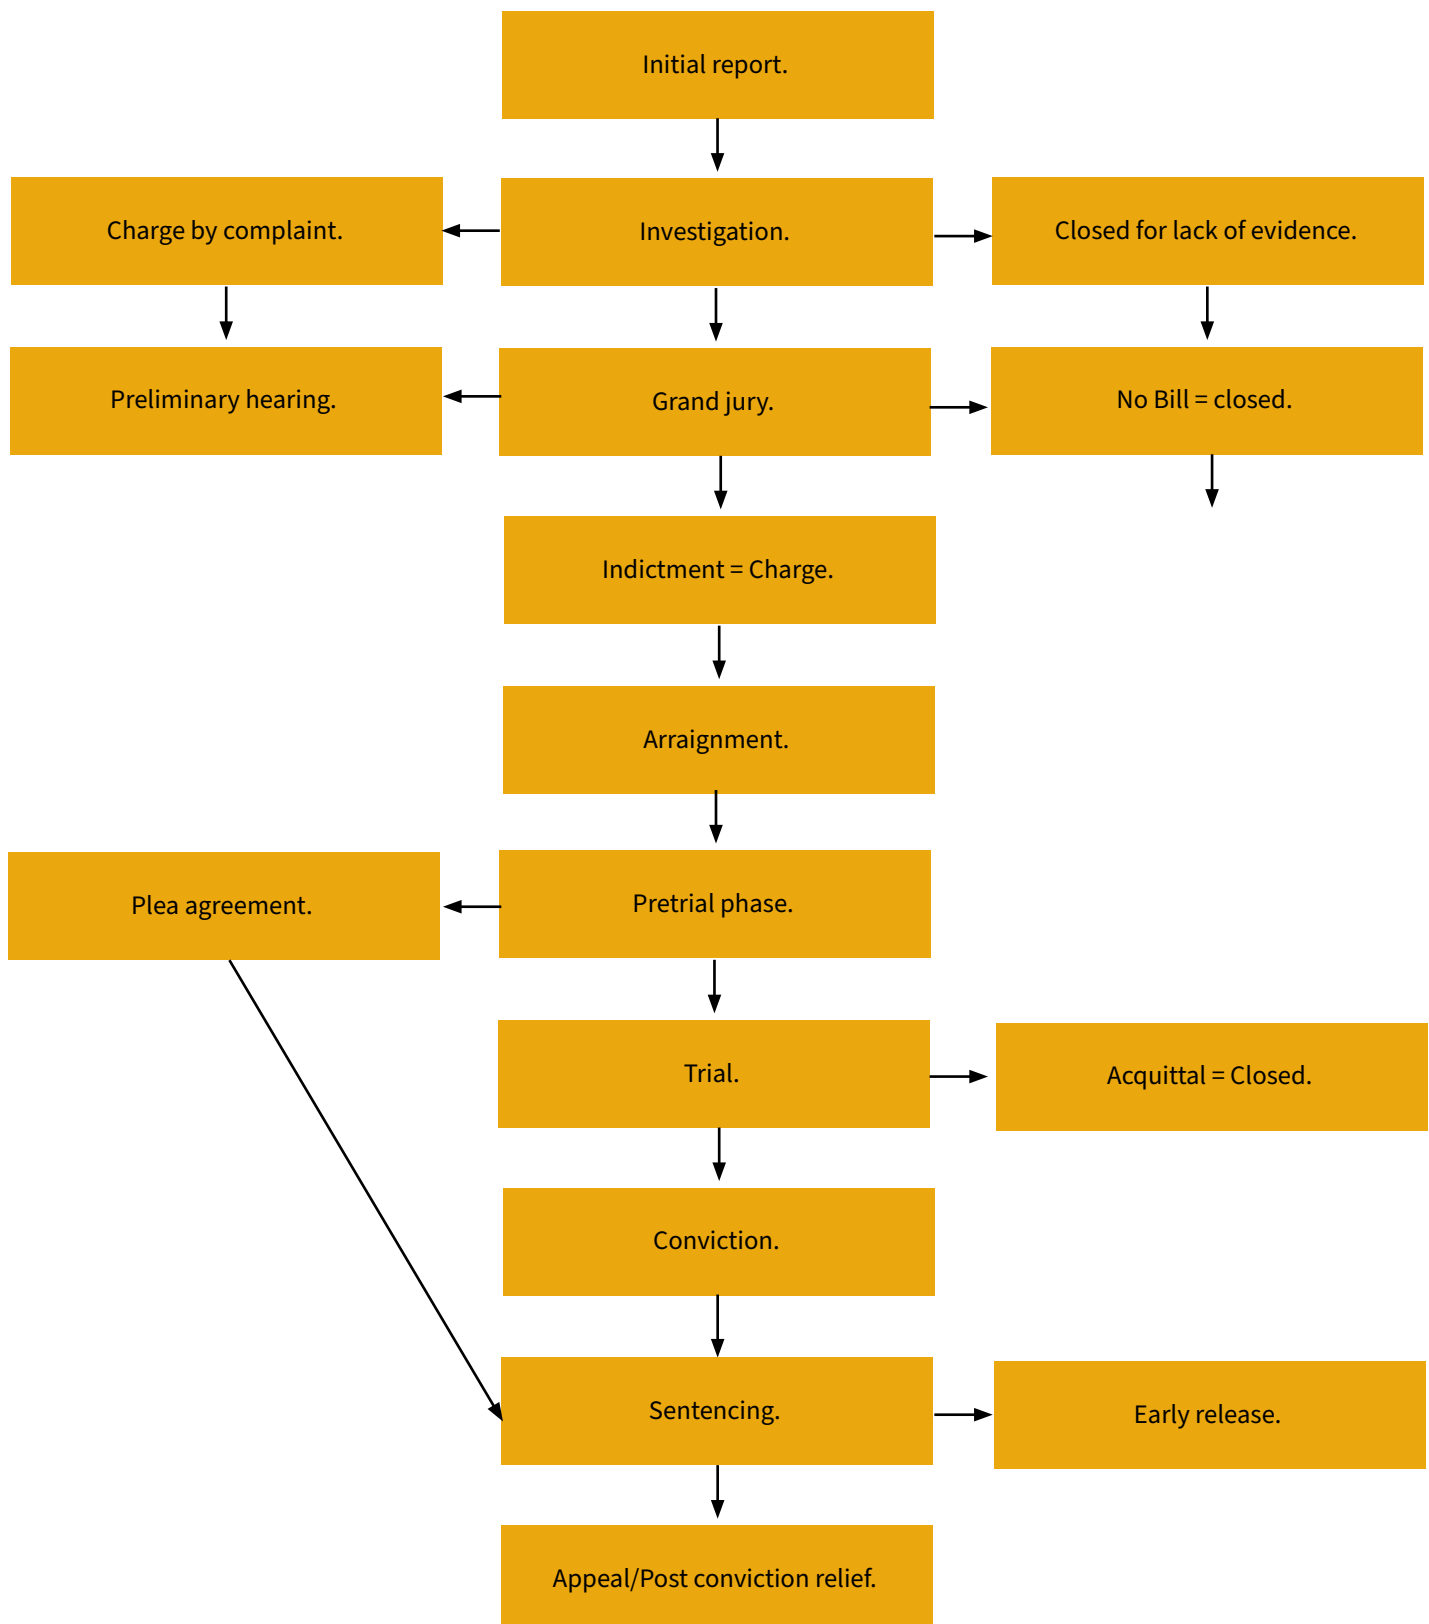 Initial report.
Charge by complaint.
Investigation.
Closed for lack of evidence.
Preliminary hearing.
Grand jury.
No Bill = closed.
Indictment = Charge.
Arraignment.
Plea agreement.
Pretrial phase.
Trial.
Acquittal = Closed.
Conviction.
Sentencing.
Early release.
Appeal/Post conviction relief.